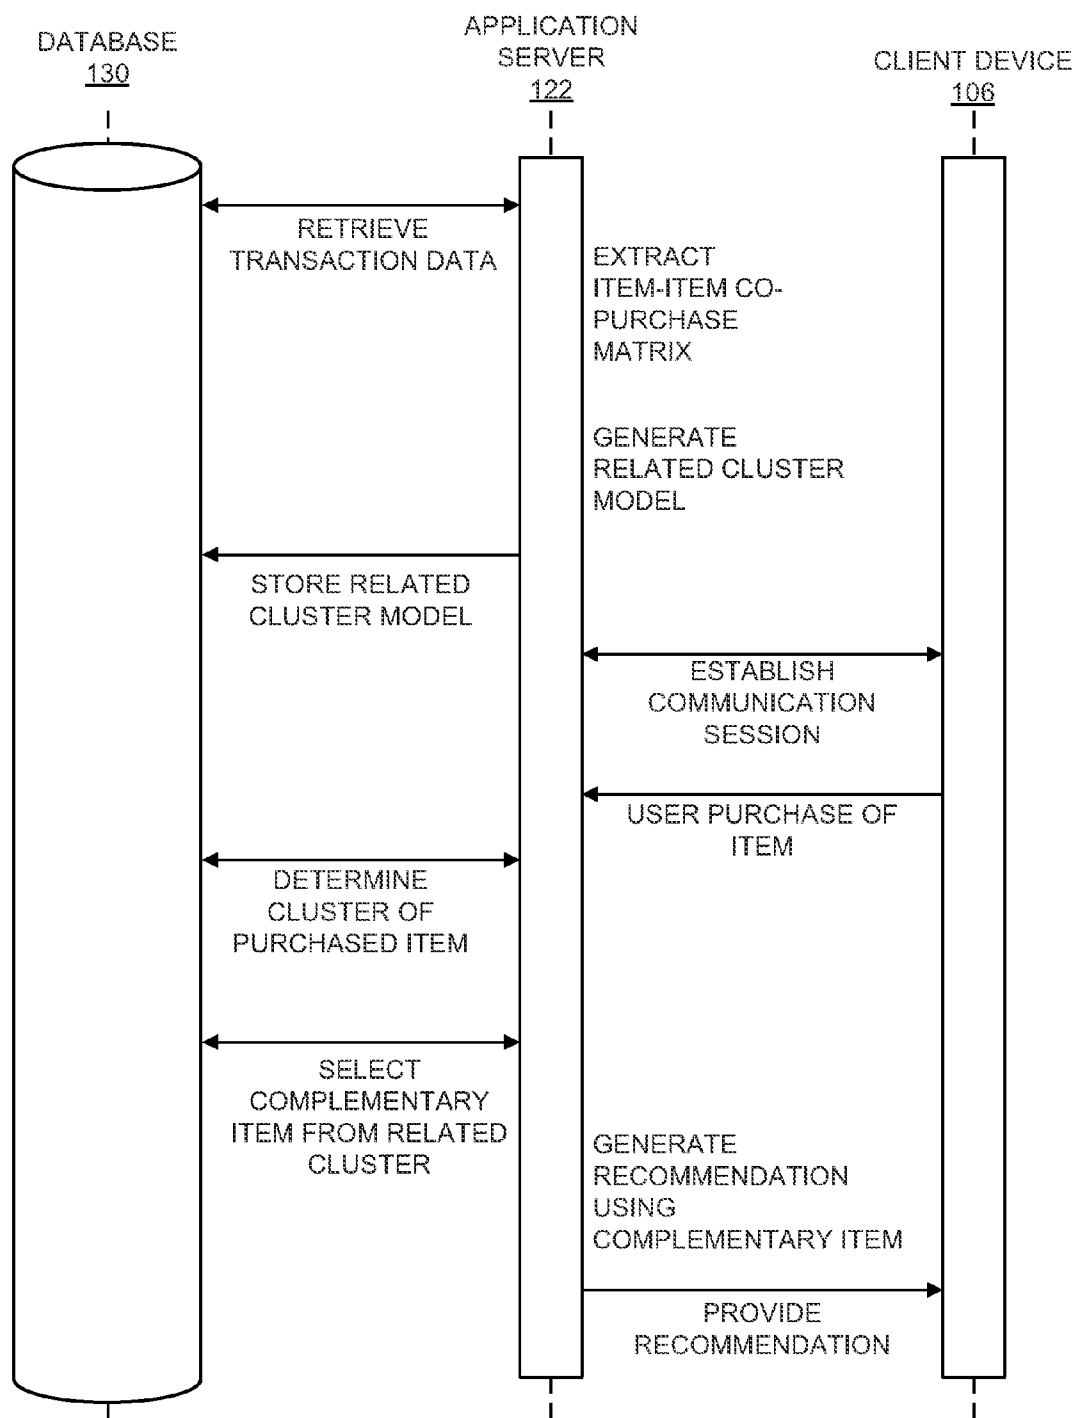 DATABASE
130
APPLICATION
SERVER
122
CLIENT DEVICE
106
RETRIEVE
TRANSACTION DATA
EXTRACT
ITEM-ITEM CO-
PURCHASE
MATRIX
GENERATE
RELATED CLUSTER
MODEL
STORE RELATED
CLUSTER MODEL
ESTABLISH
COMMUNICATION
SESSION
USER PURCHASE OF
ITEM
DETERMINE
CLUSTER OF
PURCHASED ITEM
SELECT
COMPLEMENTARY
ITEM FROM RELATED
CLUSTER
GENERATE
RECOMMENDATION
USING
COMPLEMENTARY ITEM
PROVIDE
RECOMMENDATION